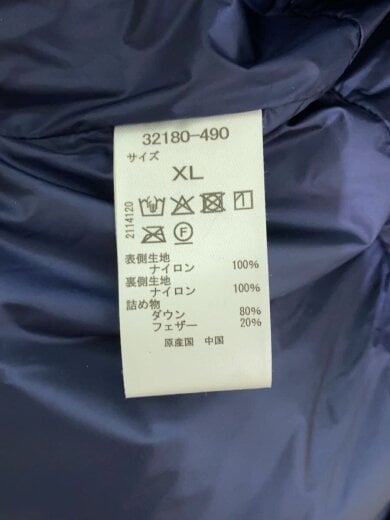 32180-490
サイズ
XL
F
2114120
表側生地
ナイロン 100%
裏側生地
ナイロン 100%
詰め物
ダウン 80%
フェザー 20%
原産国 中国